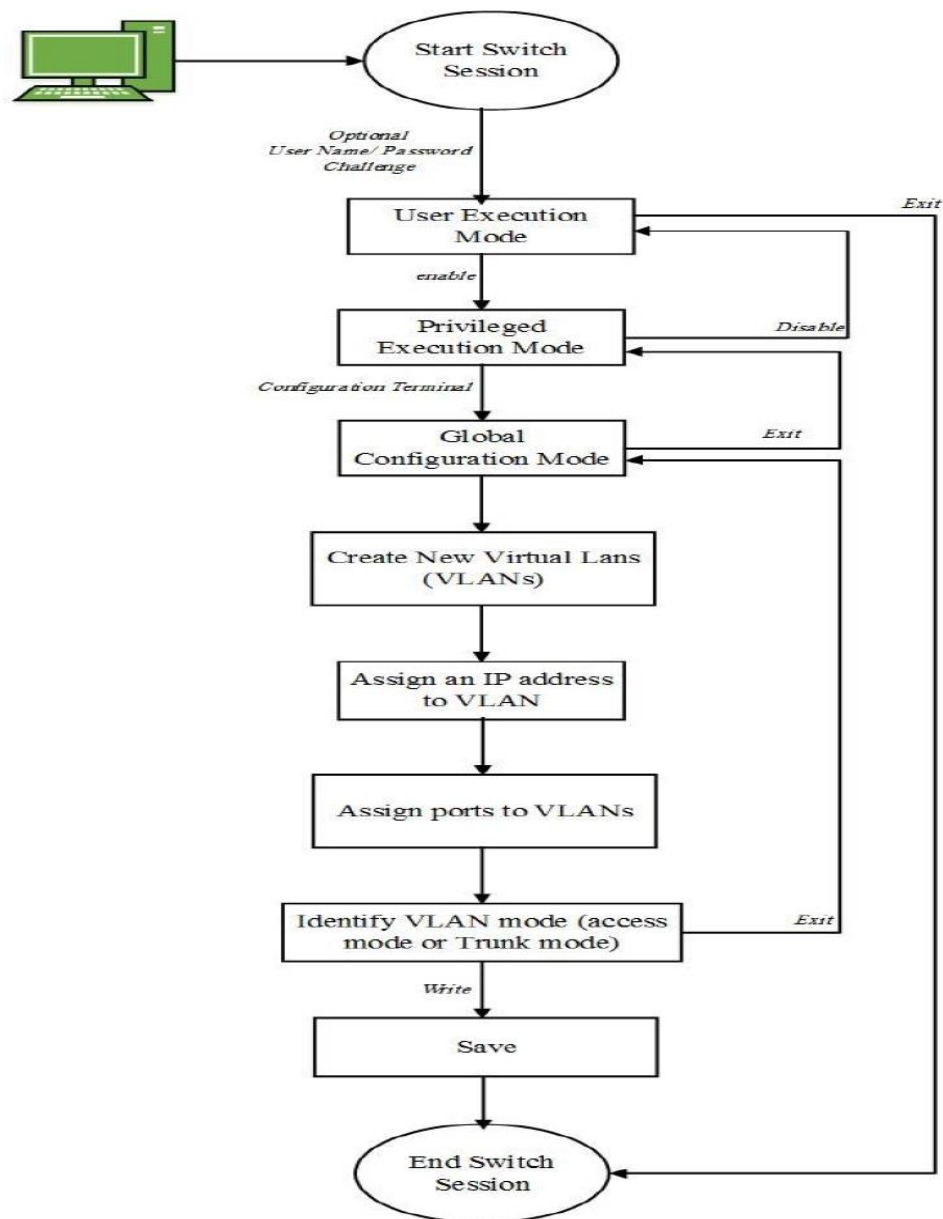 Start Switch
Session
Optional
User Name/ Password
Challenge
User Execution
Mode
Exit
enable
Privileged
Execution Mode
Disable
Configuration Terminal
Global
Configuration Mode
Exit
Create New Virtual Lans
(VLANs)
Assign an IP address
to VLAN
Assign ports to VLANs
Identify VLAN mode (access
mode or Trunk mode)
Exit
Write
Save
End Switch
Session